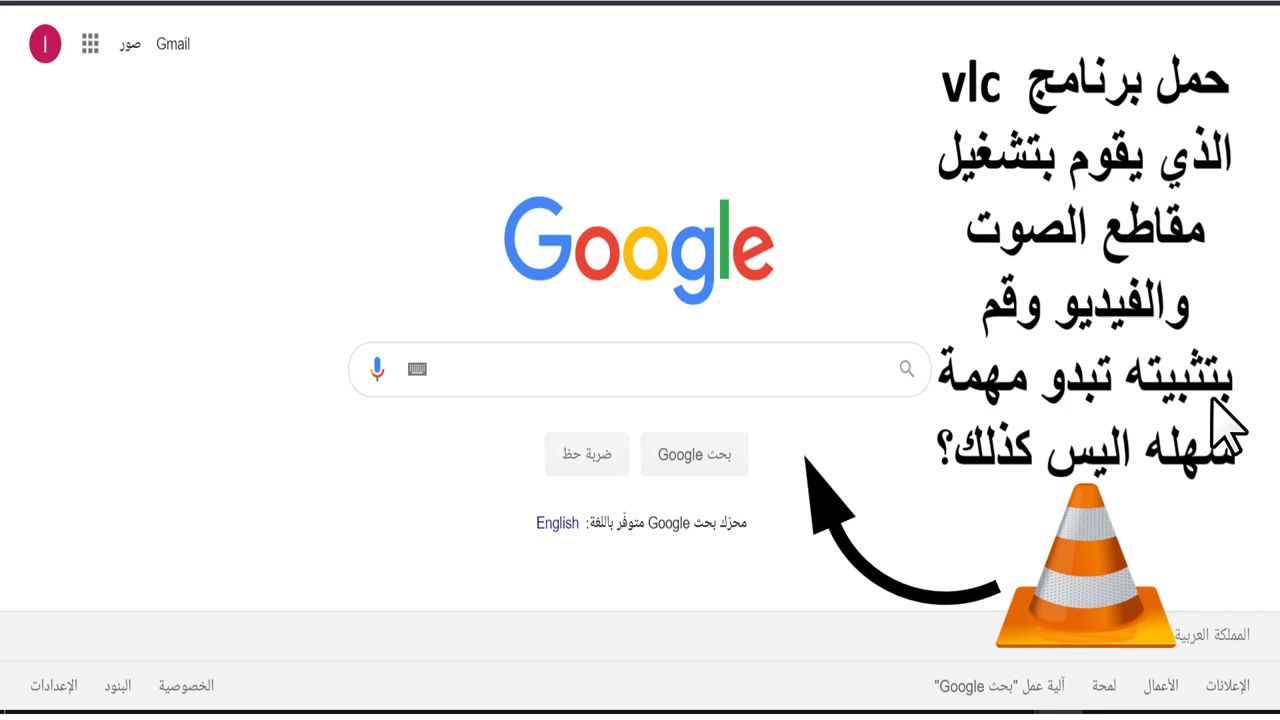 Gmail
صور
I
حمل برنامج vlc
الذي يقوم بتشغيل
مقاطع الصوت
والفيديو وقم
بتثبيته تبدو مهمة
سهله اليس كذلك؟
Google
بحث Google
ضربة حظ
محرّك بحث Google متوفّر باللغة: English
المملكة العربية
الإعلانات
الأعمال
لمحة
آلية عمل "بحث Google"
الخصوصية
البنود
الإعدادات